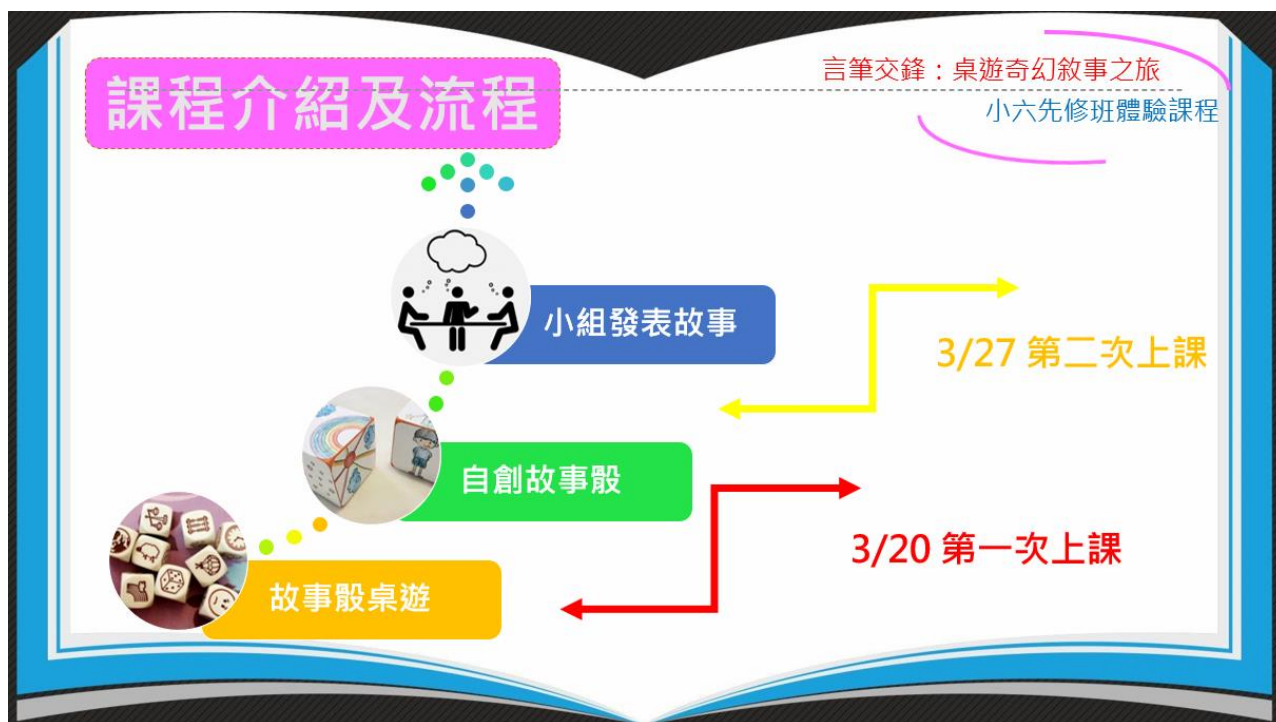 課程介紹及流程
言筆交鋒：桌遊奇幻敘事之旅
小六先修班體驗課程
小組發表故事
3/27 第二次上課
自創故事骰
3/20 第一次上課
故事骰桌遊